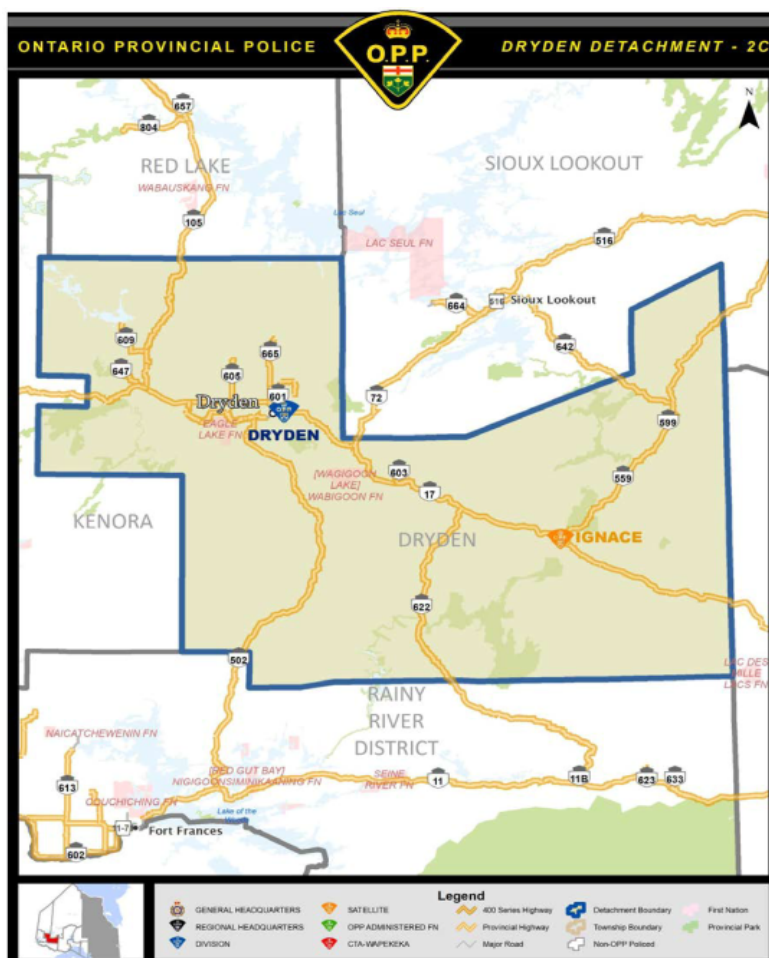 ONTARIO PROVINCIAL POLICE
O.P.P.
DRYDEN DETACHMENT - 2C
N
657
804
RED LAKE
WABAUSKANG FN
SIOUX LOOKOUT
105
Lac Seul
LAC SEUL FN
516
664
516
Sioux Lookout
609
665
642
647
605
72
601
Dryden
599
EAGLE
LAKE FN
DRYDEN
[WAGIGOON
LAKE]
WABIGOON FN
603
559
17
KENORA
DRYDEN
IGNACE
622
502
LAC DES
MILLE
LACS FN
RAINY
RIVER
DISTRICT
NAICATCHEWENIN FN
[RED GUT BAY]
NIGIGOONSIMINIKAANING FN
SEINE
RIVER FN
613
11
11B
623
633
COUCHICHING FN
Lake of the
Fort Frances
602
Legend
GENERAL HEADQUARTERS
SATELLITE
400 Series Highway
Detachment Boundary
First Nation
REGIONAL HEADQUARTERS
OPP ADMINISTERED FN
Provincial Highway
Township Boundary
Provincial Park
DIVISION
CTA-WAPEKEKA
Major Road
Non-OPP Policed